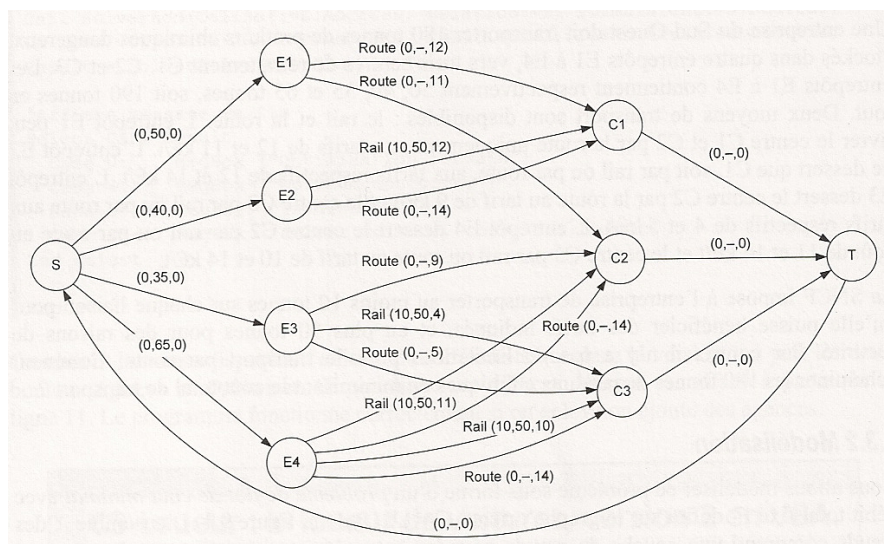 E1
Route (0,–,12)
Route (0,–,11)
C1
(0,50,0)
Rail (10,50,12)
(0,–,0)
E2
Route (0,–,14)
(0,40,0)
Route (0,–,9)
(0,–,0)
S
C2
T
(0,35,0)
Rail (10,50,4)
E3
Route (0,–,14)
Route (0,–,5)
(0,65,0)
(0,–,0)
C3
Rail (10,50,11)
Rail (10,50,10)
E4
Route (0,–,14)
(0,–,0)